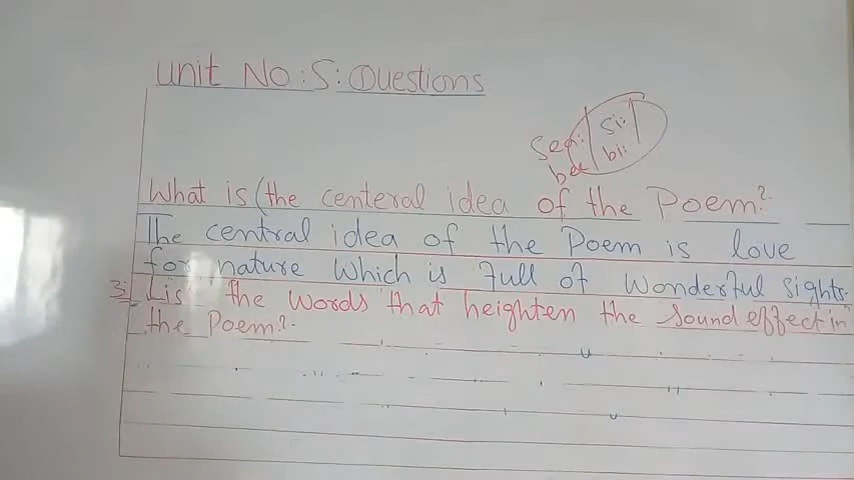 Unit No: 5: Questions
Sea: /si:/
bee /bi:/
What is (the centeral idea of the Poem?
The central idea of the Poem is love
for nature which is full of wonderful sights.
3: List the words that heighten the sound effect in
the Poem?